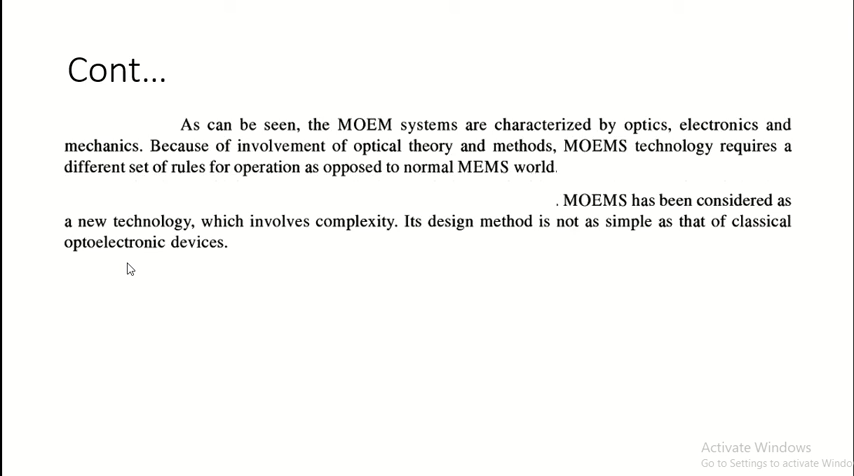 Cont...
As can be seen, the MOEM systems are characterized by optics, electronics and
mechanics. Because of involvement of optical theory and methods, MOEMS technology requires a
different set of rules for operation as opposed to normal MEMS world.
. MOEMS has been considered as
a new technology, which involves complexity. Its design method is not as simple as that of classical
optoelectronic devices.
Activate Windows
Go to Settings to activate Windo